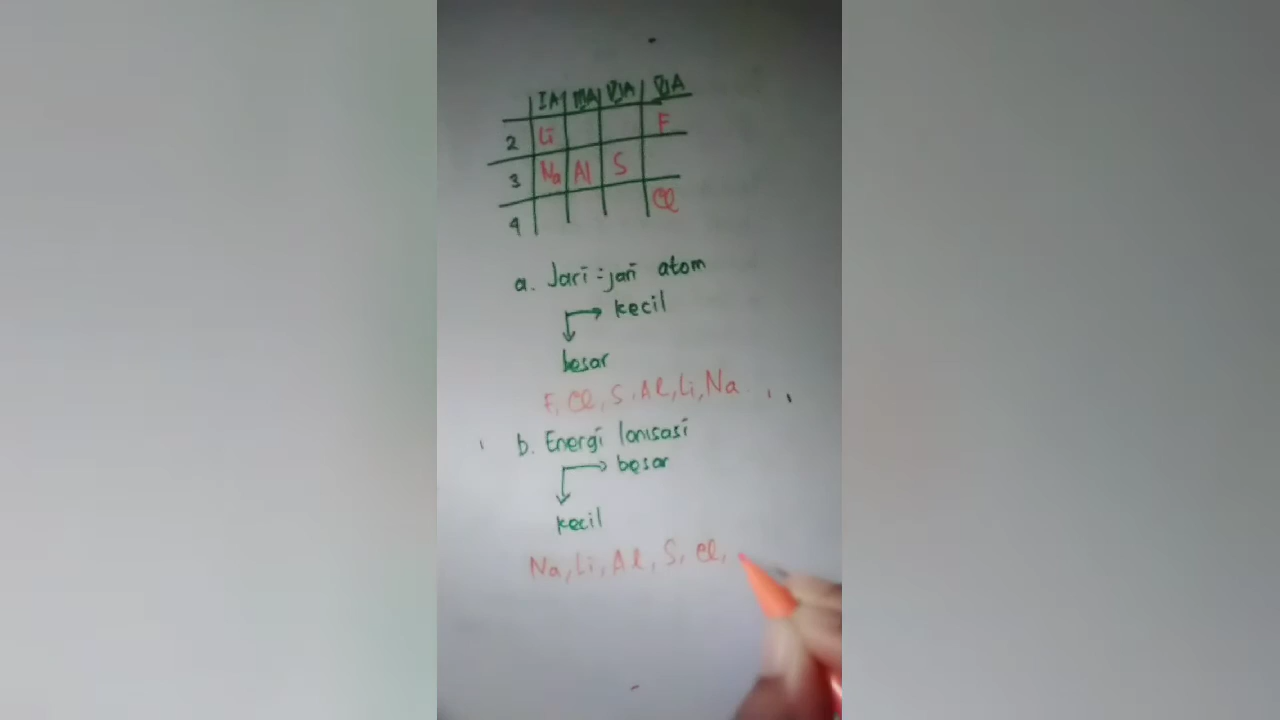 IA IIIA VIA VIIA
2 Li F
3 Na Al S
4 Cl
a. Jari-jari atom
kecil
besar
F, Cl, S, Al, Li, Na
b. Energi Ionisasi
besar
kecil
Na, Li, Al, S, Cl,